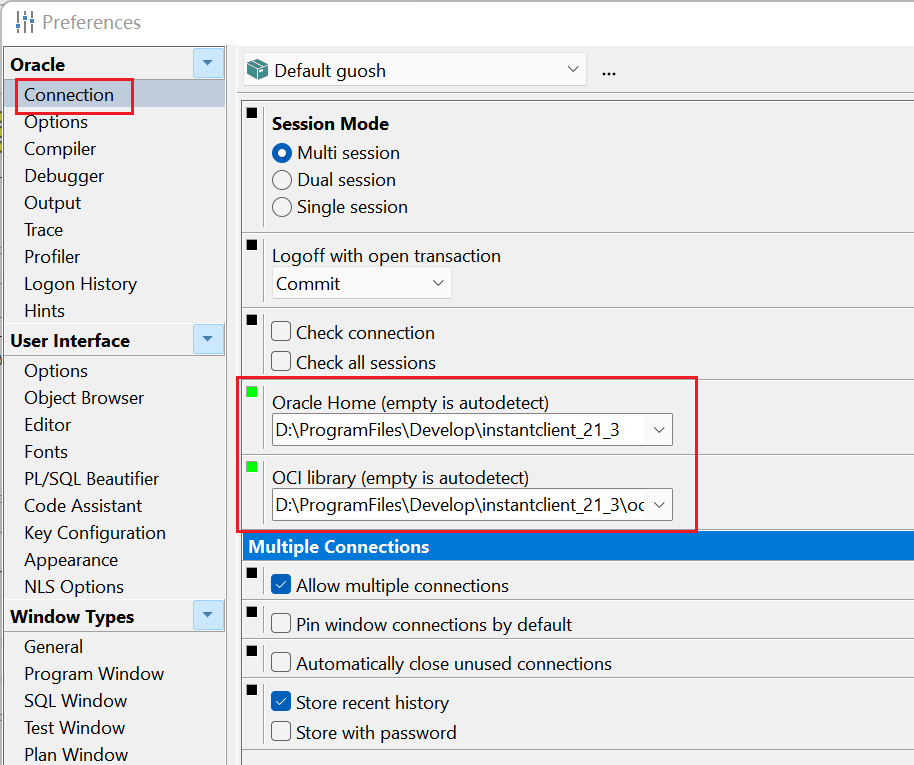 Preferences
Oracle
Connection
Options
Compiler
Debugger
Output
Trace
Profiler
Logon History
Hints
User Interface
Options
Object Browser
Editor
Fonts
PL/SQL Beautifier
Code Assistant
Key Configuration
Appearance
NLS Options
Window Types
General
Program Window
SQL Window
Test Window
Plan Window
Default guosh
...
Session Mode
Multi session
Dual session
Single session
Logoff with open transaction
Commit
Check connection
Check all sessions
Oracle Home (empty is autodetect)
D:\ProgramFiles\Develop\instantclient_21_3
OCI library (empty is autodetect)
D:\ProgramFiles\Develop\instantclient_21_3\oc
Multiple Connections
Allow multiple connections
Pin window connections by default
Automatically close unused connections
Store recent history
Store with password